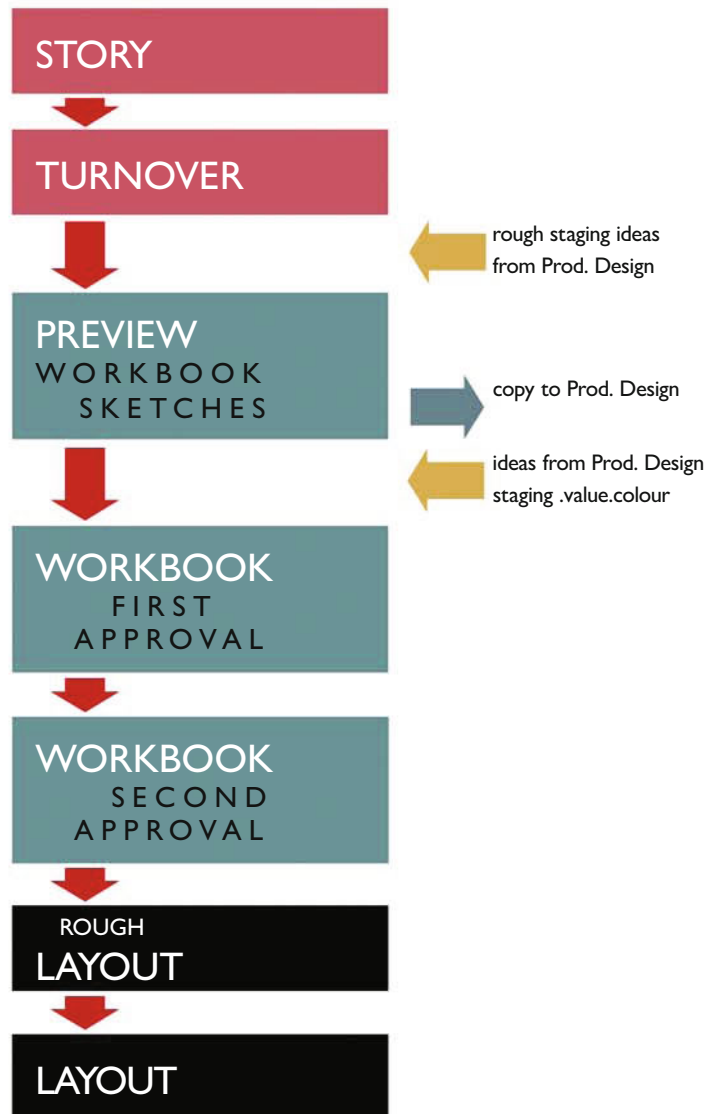 STORY
TURNOVER
rough staging ideas
from Prod. Design
PREVIEW
WORKBOOK
SKETCHES
copy to Prod. Design
ideas from Prod. Design
staging .value.colour
WORKBOOK
FIRST
APPROVAL
WORKBOOK
SECOND
APPROVAL
ROUGH
LAYOUT
LAYOUT